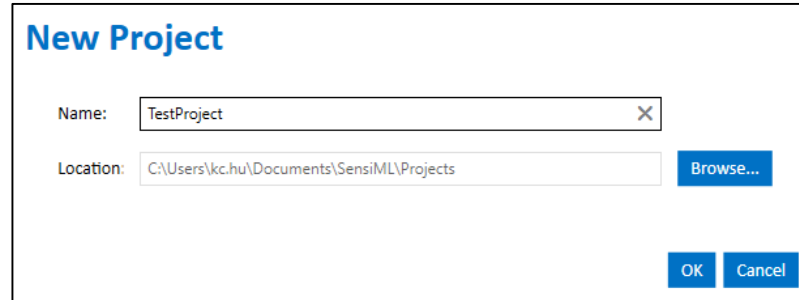 New Project
Name: TestProject
Location: C:\Users\kc.hu\Documents\SensiML\Projects Browse...
OK Cancel